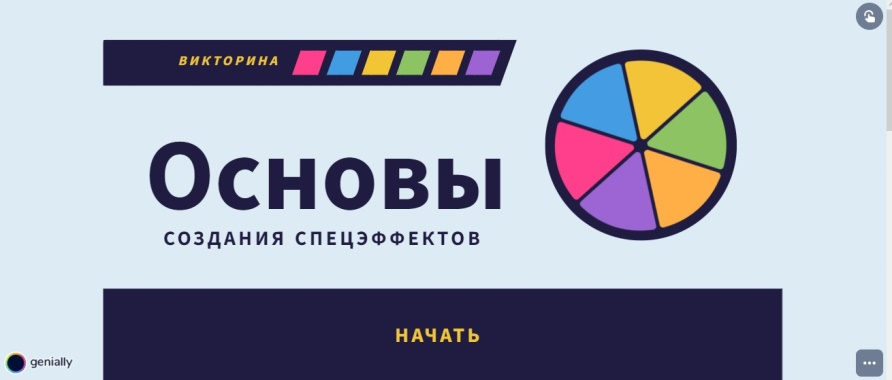 ВИКТОРИНА
Основы
СОЗДАНИЯ СПЕЦЭФФЕКТОВ
НАЧАТЬ
genially